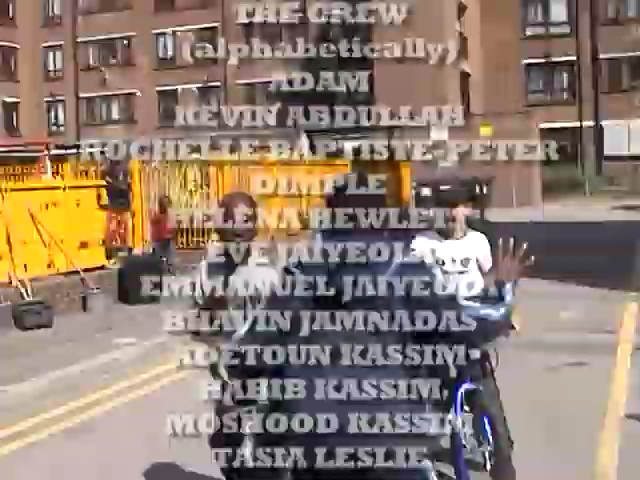 THE CREW
(alphabetically)
ADAM
KEVIN ABDULLAH
ROCHELLE BAPTISTE-PETER
DIMPLE
HELENA HEWLETT
EVE JAIYEOLA
EMMANUEL JAIYEOLA
BHAVIN JAMNADAS
ADETOUN KASSIM
HABIB KASSIM
MOSHOOD KASSIM
TASIA LESLIE